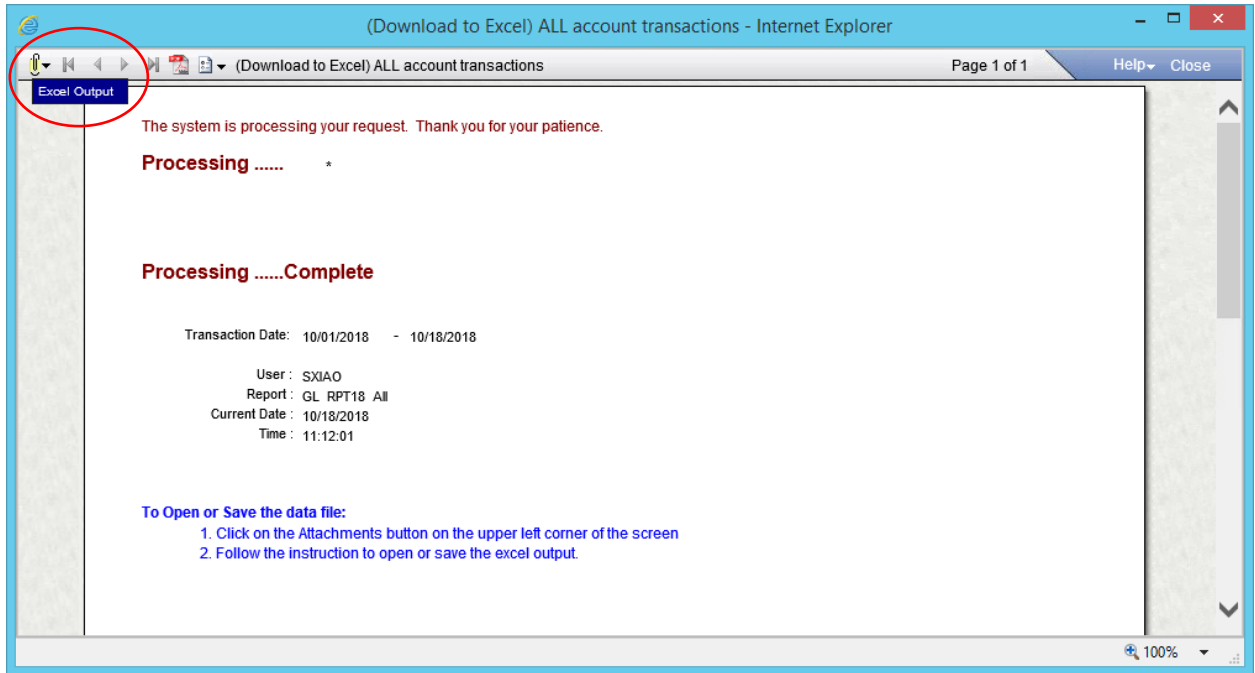 (Download to Excel) ALL account transactions - Internet Explorer
(Download to Excel) ALL account transactions Page 1 of 1 Help Close
Excel Output
The system is processing your request. Thank you for your patience.
Processing ...... *
Processing ......Complete
Transaction Date: 10/01/2018 - 10/18/2018
User : SXIAO
Report : GL RPT18 All
Current Date : 10/18/2018
Time : 11:12:01
To Open or Save the data file:
1. Click on the Attachments button on the upper left corner of the screen
2. Follow the instruction to open or save the excel output.
100%